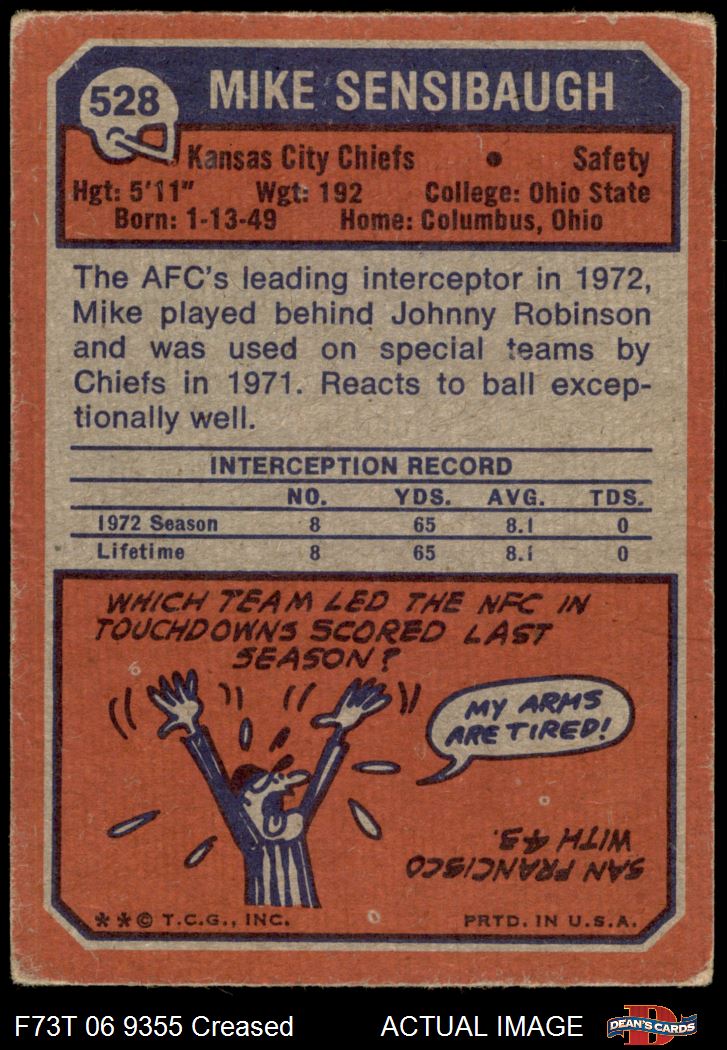 528
MIKE SENSIBAUGH
Kansas City Chiefs • Safety
Hgt: 5'11" Wgt: 192 College: Ohio State
Born: 1-13-49 Home: Columbus, Ohio
The AFC's leading interceptor in 1972,
Mike played behind Johnny Robinson
and was used on special teams by
Chiefs in 1971. Reacts to ball excep-
tionally well.
INTERCEPTION RECORD
NO. YDS. AVG. TDS.
1972 Season 8 65 8.1 0
Lifetime 8 65 8.1 0
WHICH TEAM LED THE NFC IN
TOUCHDOWNS SCORED LAST
SEASON?
MY ARMS
ARE TIRED!
SAN FRANCISCO
WITH 45.
**© T.C.G., INC. PRTD. IN U.S.A.
F73T 06 9355 Creased ACTUAL IMAGE
D
DEAN'S CARDS